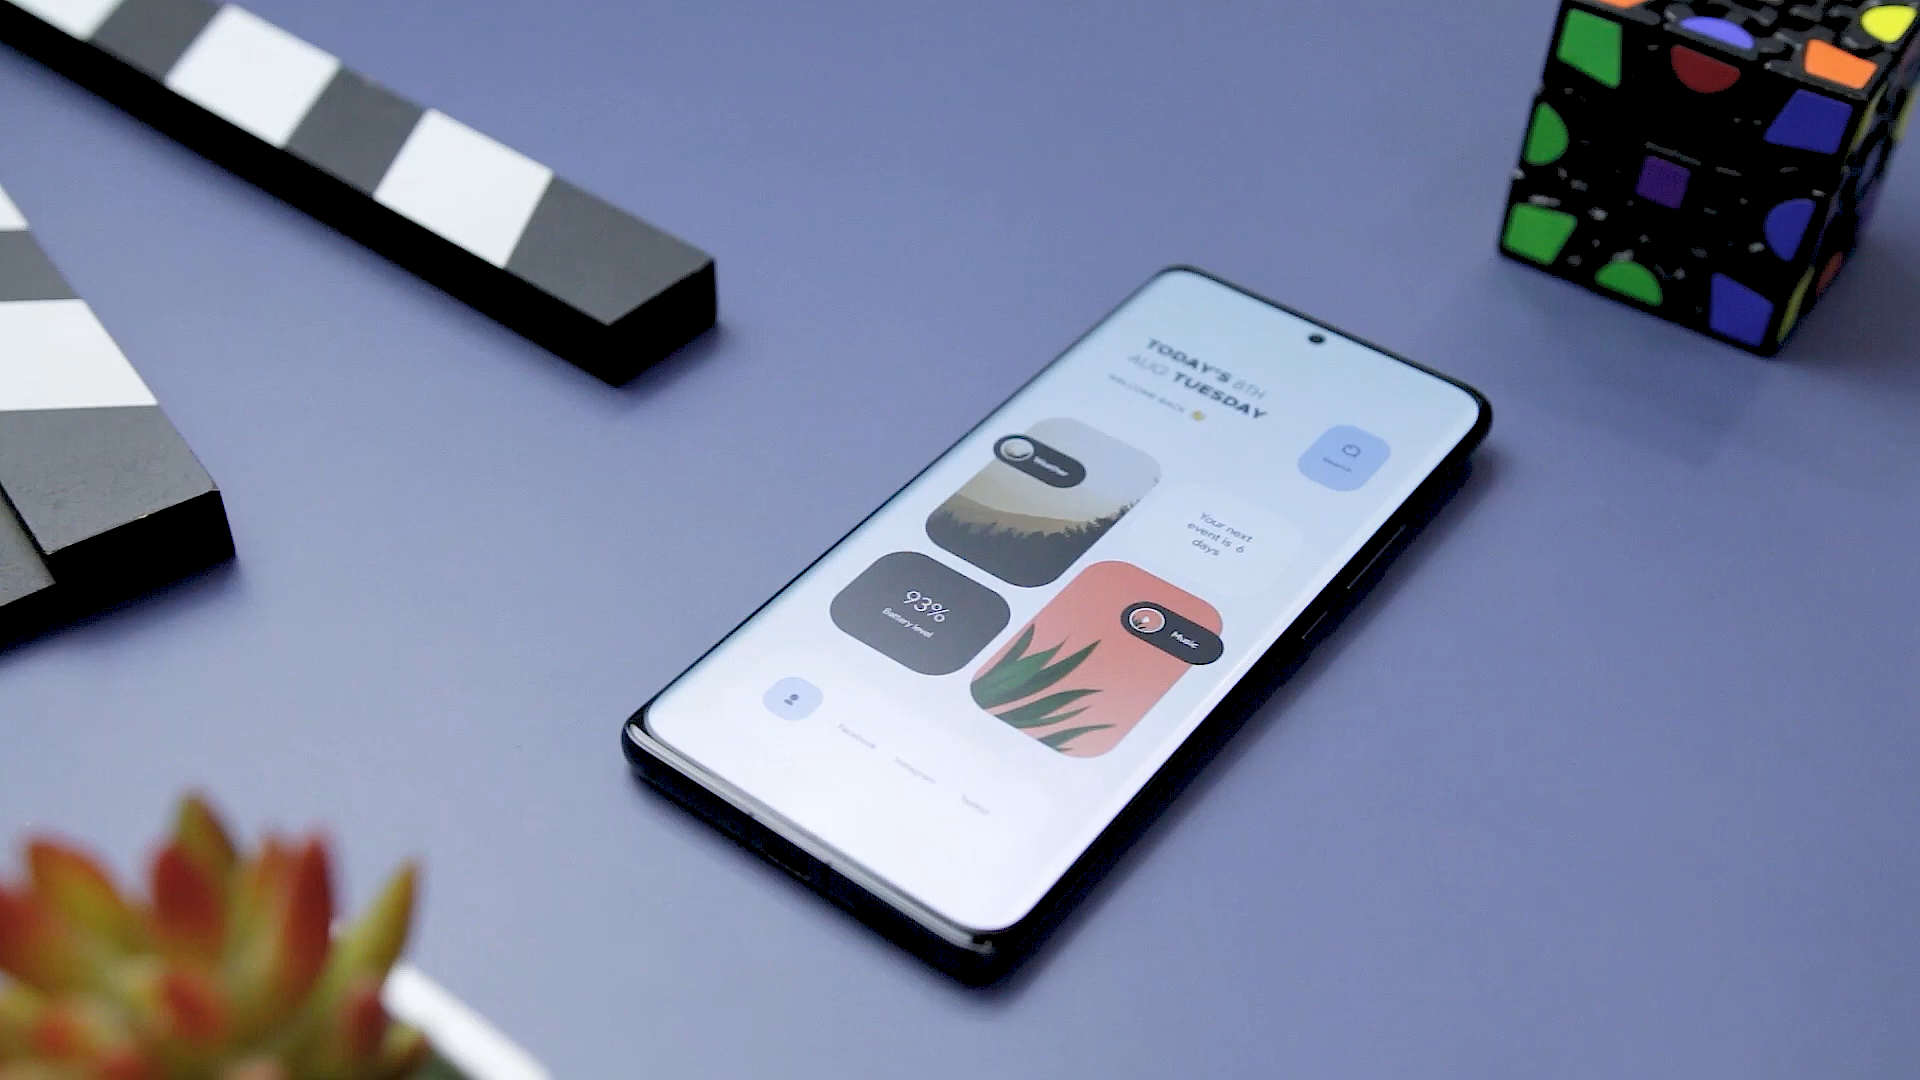 TODAY'S 8TH
AUG TUESDAY
WELCOME BACK
Search
Weather
Your next
event is 6
days
93%
Battery level
Music
Facebook
Instagram
Twitter